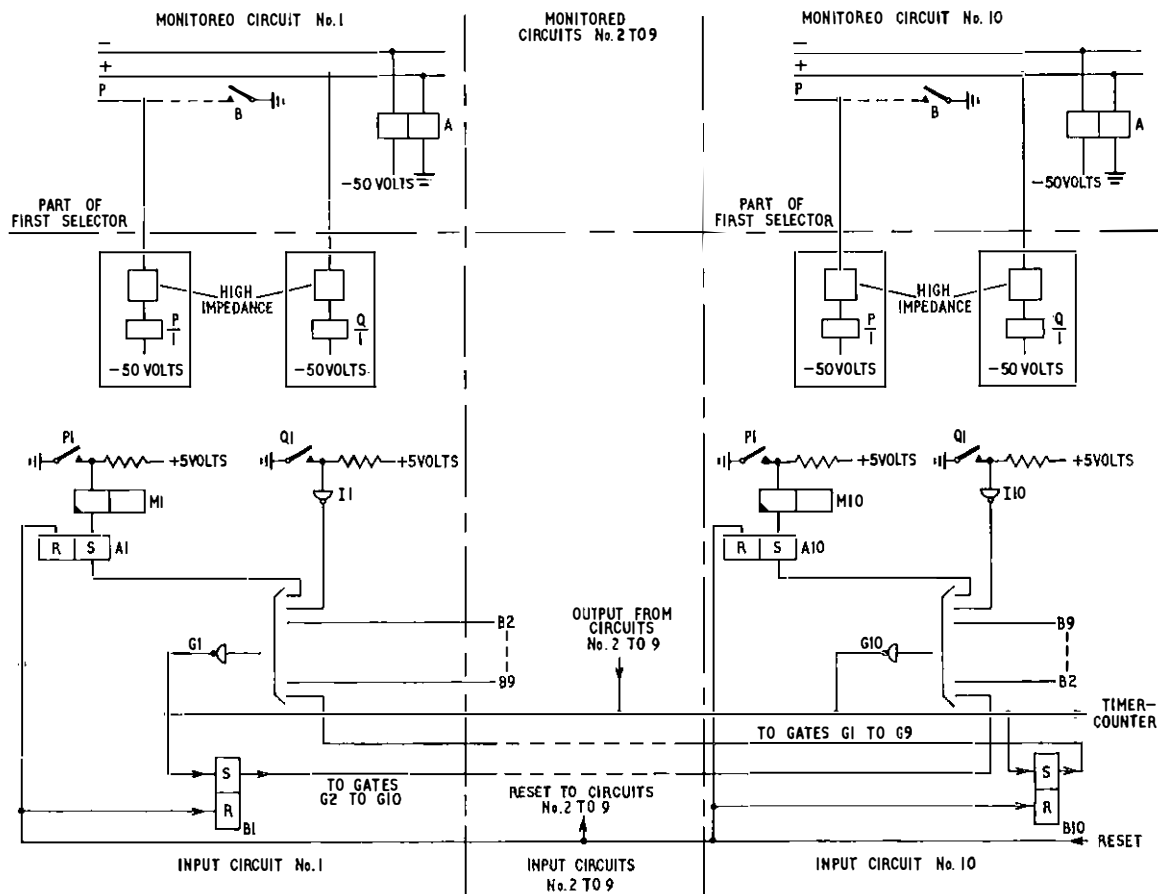 MONITOREO CIRCUIT No.1
MONITORED
CIRCUITS No. 2 TO 9
MONITOREO CIRCUIT No. 10
−
+
P
B
A
−50 VOLTS
−
+
P
B
A
−50VOLTS
PART OF
FIRST SELECTOR
PART OF
FIRST SELECTOR
HIGH
IMPEDANCE
P
1
Q
1
−50 VOLTS
−50VOLTS
HIGH
IMPEDANCE
P
1
Q
1
−50VOLTS
−50VOLTS
P1
+5VOLTS
Q1
+5VOLTS
P1
+5VOLTS
Q1
+5VOLTS
M1
I1
M10
I10
R S A1
R S A10
G1
B2
B9
OUTPUT FROM
CIRCUITS
No. 2 TO 9
G10
B9
B2
TIMER-
COUNTER
TO GATES G1 TO G9
S
R
B1
TO GATES
G2 TO G10
RESET TO CIRCUITS
No. 2 TO 9
S
R
B10
RESET
INPUT CIRCUIT No.1
INPUT CIRCUITS
No. 2 TO 9
INPUT CIRCUIT No. 10